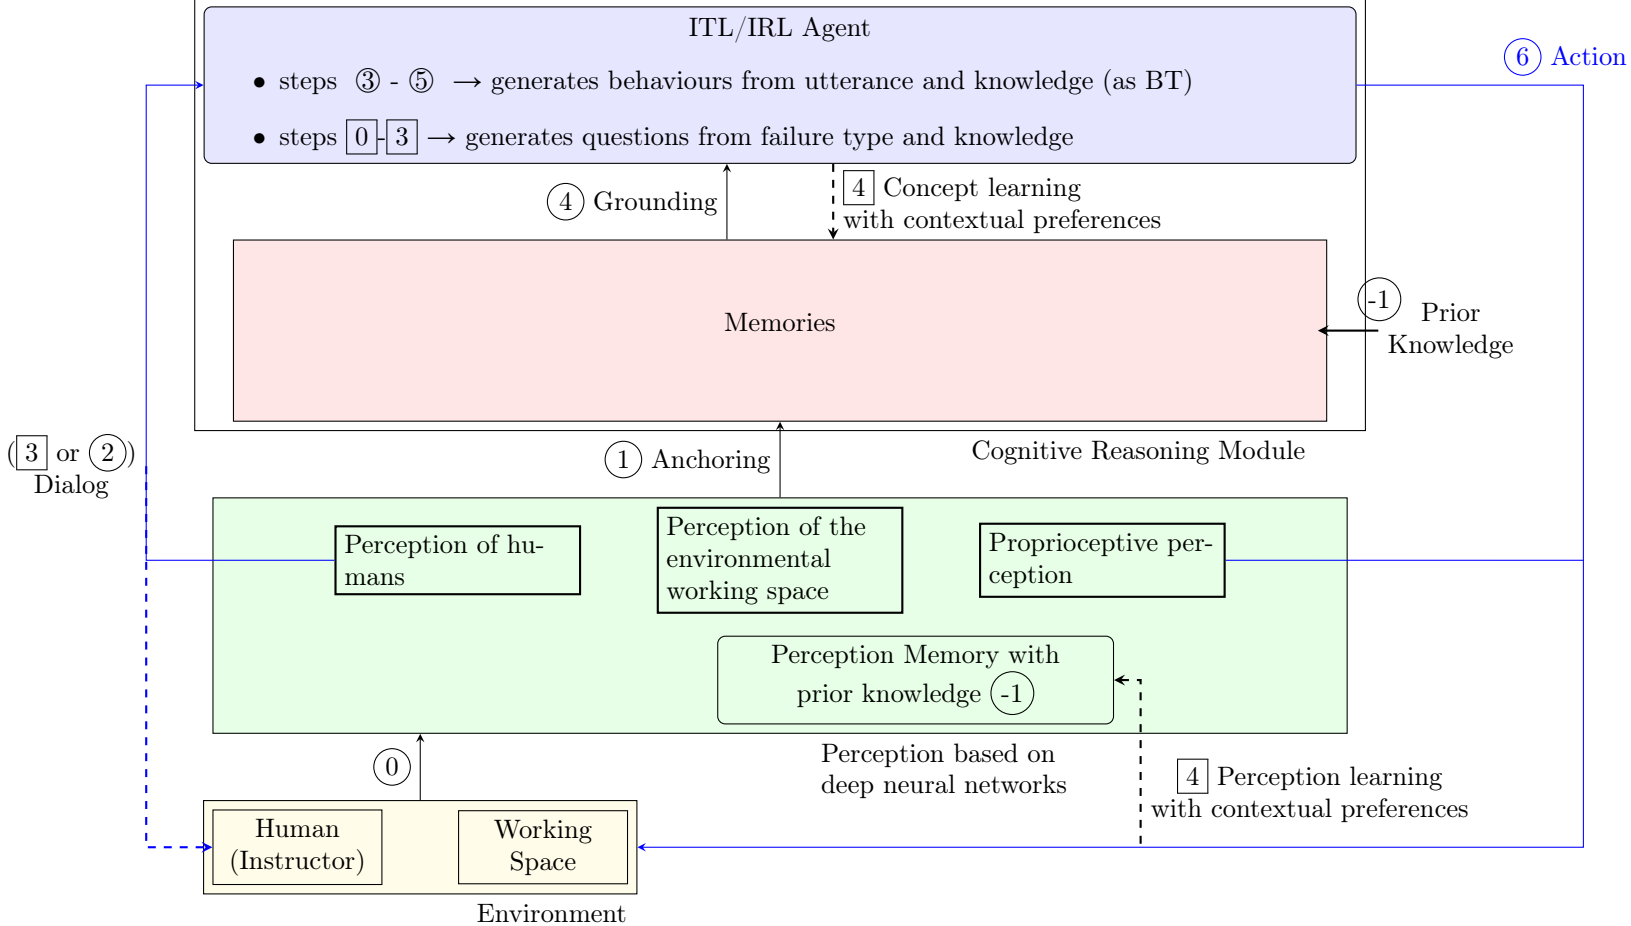 ITL/IRL Agent
⑥ Action
• steps ③ - ⑤ → generates behaviours from utterance and knowledge (as BT)
• steps 0-3 → generates questions from failure type and knowledge
④ Grounding
4 Concept learning
with contextual preferences
Memories
-1
Prior
Knowledge
(3 or ②)
Dialog
Cognitive Reasoning Module
① Anchoring
Perception of hu-
mans
Perception of the
environmental
working space
Proprioceptive per-
ception
Perception Memory with
prior knowledge -1
Perception based on
deep neural networks
⓪
4 Perception learning
with contextual preferences
Human
(Instructor)
Working
Space
Environment